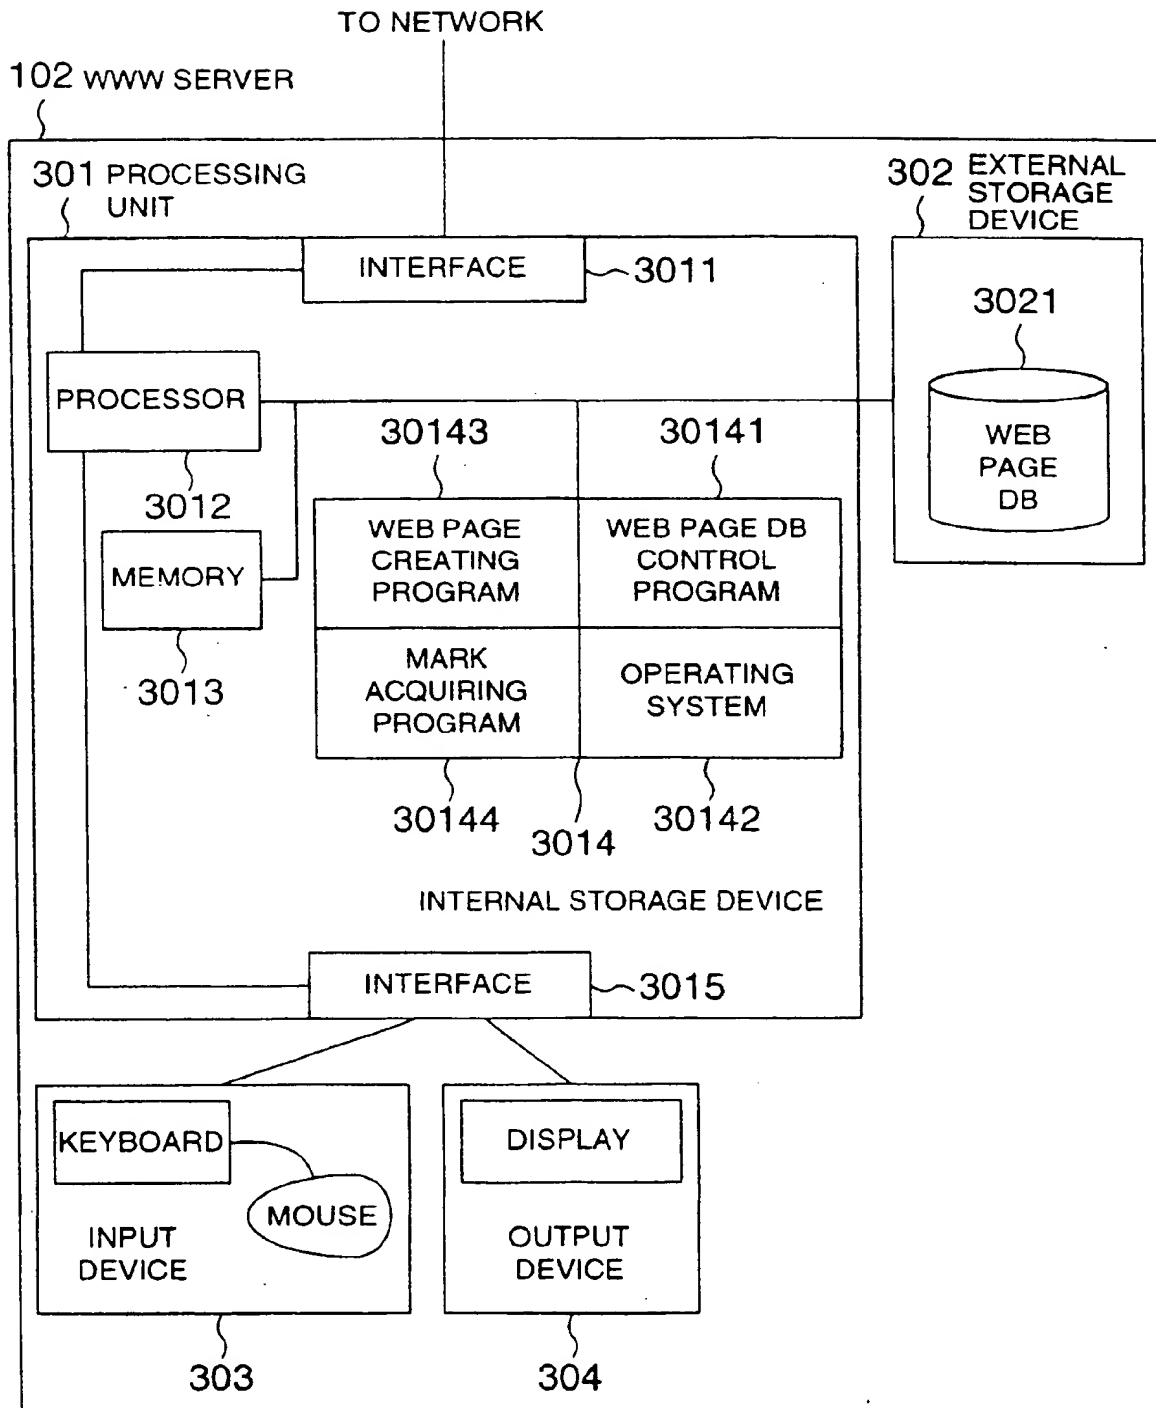 TO NETWORK
102 WWW SERVER
301 PROCESSING
UNIT
302 EXTERNAL
STORAGE
DEVICE
INTERFACE
3011
3021
PROCESSOR
3012
30143
30141
WEB
PAGE
DB
WEB PAGE
CREATING
PROGRAM
WEB PAGE DB
CONTROL
PROGRAM
MEMORY
3013
MARK
ACQUIRING
PROGRAM
OPERATING
SYSTEM
30144
3014
30142
INTERNAL STORAGE DEVICE
INTERFACE
3015
KEYBOARD
MOUSE
INPUT
DEVICE
DISPLAY
OUTPUT
DEVICE
303
304